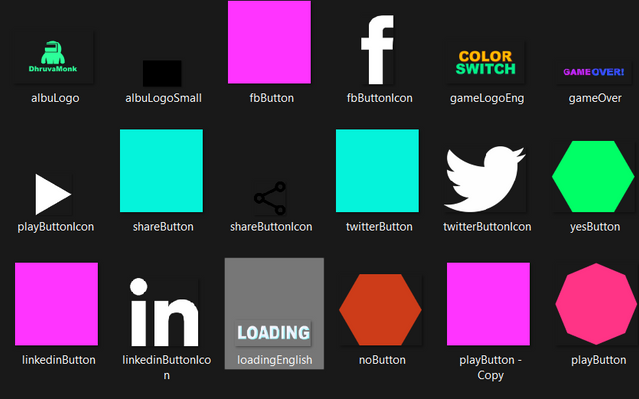 DhruvaMonk
COLOR
SWITCH
GAMEOVER!
albuLogo
albuLogoSmall
fbButton
fbButtonIcon
gameLogoEng
gameOver
playButtonIcon
shareButton
shareButtonIcon
twitterButton
twitterButtonIcon
yesButton
in
LOADING
linkedinButton
linkedinButtonIco
n
loadingEnglish
noButton
playButton -
Copy
playButton